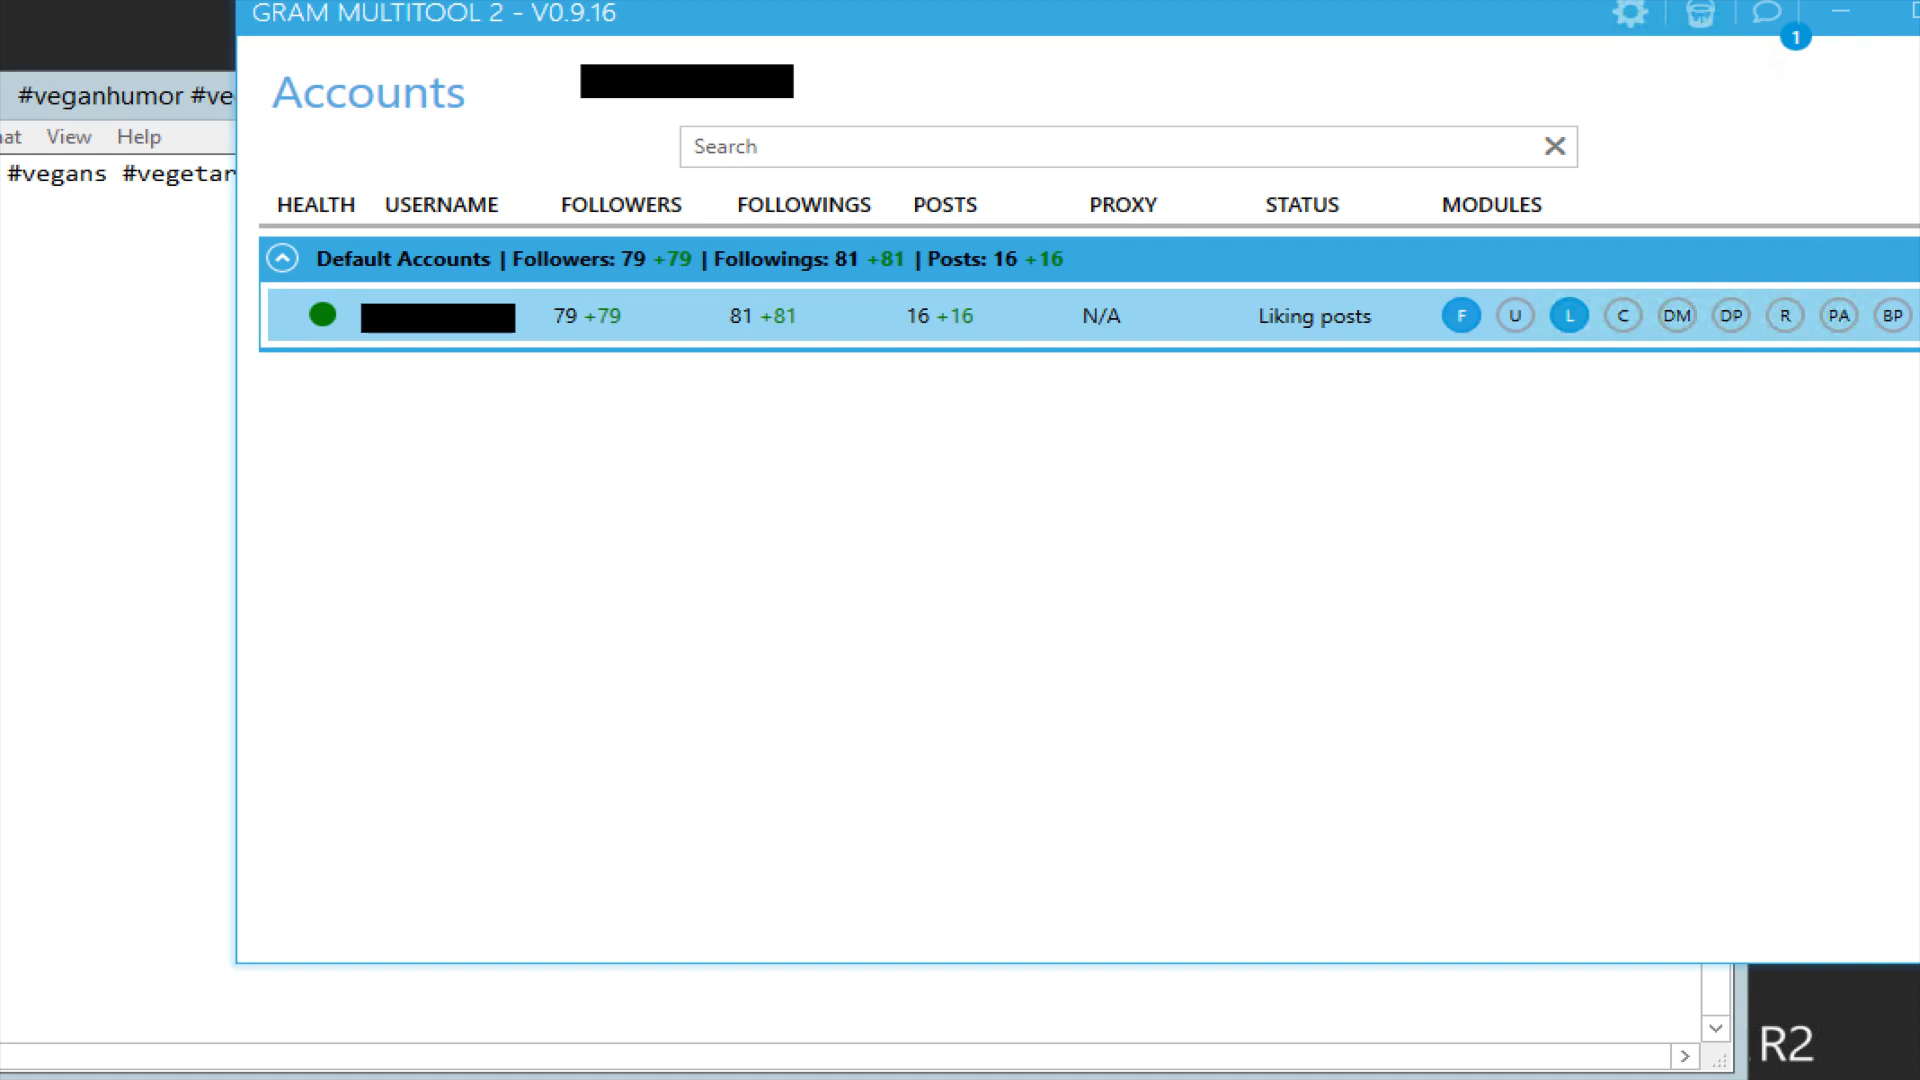 GRAM MULTITOOL 2 - V0.9.16
1
#veganhumor #ve
Accounts
at View Help
Search
#vegans #vegetar
HEALTH USERNAME FOLLOWERS FOLLOWINGS POSTS PROXY STATUS MODULES
Default Accounts | Followers: 79 +79 | Followings: 81 +81 | Posts: 16 +16
79 +79 81 +81 16 +16 N/A Liking posts F U L C DM DP R PA BP
R2